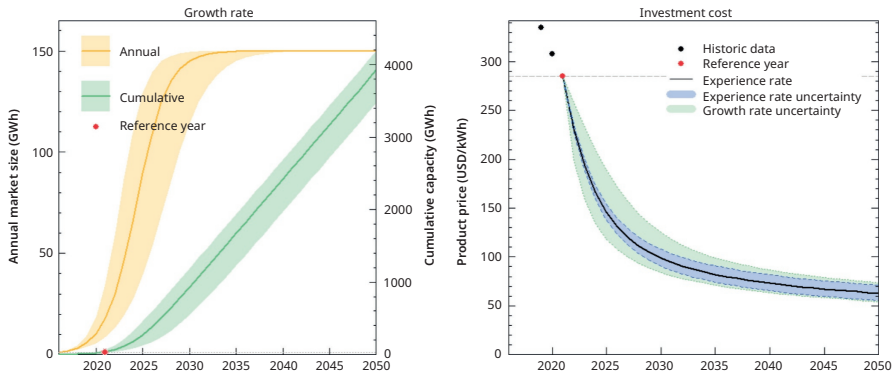 Growth rate
Annual
Cumulative
Reference year
Annual market size (GWh)
150
100
50
0
Cumulative capacity (GWh)
4000
3000
2000
1000
0
2020 2025 2030 2035 2040 2045 2050
Investment cost
Historic data
Reference year
Experience rate
Experience rate uncertainty
Growth rate uncertainty
Product price (USD/kWh)
300
250
200
150
100
50
0
2020 2025 2030 2035 2040 2045 2050